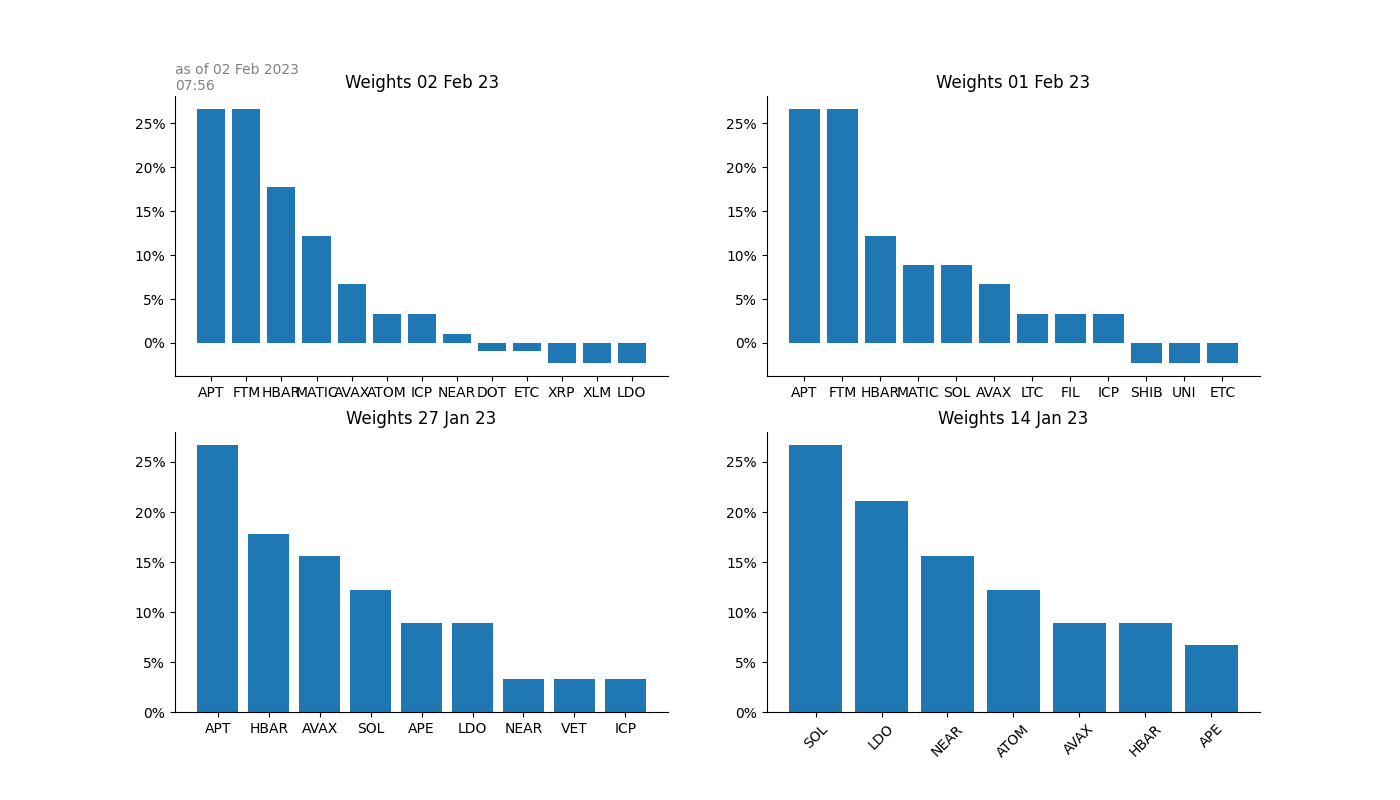 as of 02 Feb 2023
07:56
Weights 02 Feb 23
25%
20%
15%
10%
5%
0%
APT FTM HBAR MATIC AVAX ATOM ICP NEAR DOT ETC XRP XLM LDO
Weights 01 Feb 23
25%
20%
15%
10%
5%
0%
APT FTM HBAR MATIC SOL AVAX LTC FIL ICP SHIB UNI ETC
Weights 27 Jan 23
25%
20%
15%
10%
5%
0%
APT HBAR AVAX SOL APE LDO NEAR VET ICP
Weights 14 Jan 23
25%
20%
15%
10%
5%
0%
SOL LDO NEAR ATOM AVAX HBAR APE